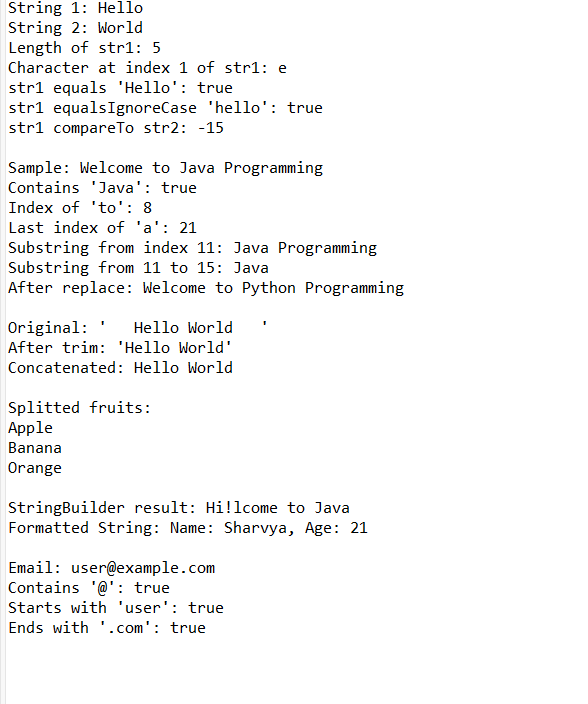 String 1: Hello
String 2: World
Length of str1: 5
Character at index 1 of str1: e
str1 equals 'Hello': true
str1 equalsIgnoreCase 'hello': true
str1 compareTo str2: -15

Sample: Welcome to Java Programming
Contains 'Java': true
Index of 'to': 8
Last index of 'a': 21
Substring from index 11: Java Programming
Substring from 11 to 15: Java
After replace: Welcome to Python Programming

Original: '   Hello World   '
After trim: 'Hello World'
Concatenated: Hello World

Splitted fruits:
Apple
Banana
Orange

StringBuilder result: Hi!lcome to Java
Formatted String: Name: Sharvya, Age: 21

Email: user@example.com
Contains '@': true
Starts with 'user': true
Ends with '.com': true